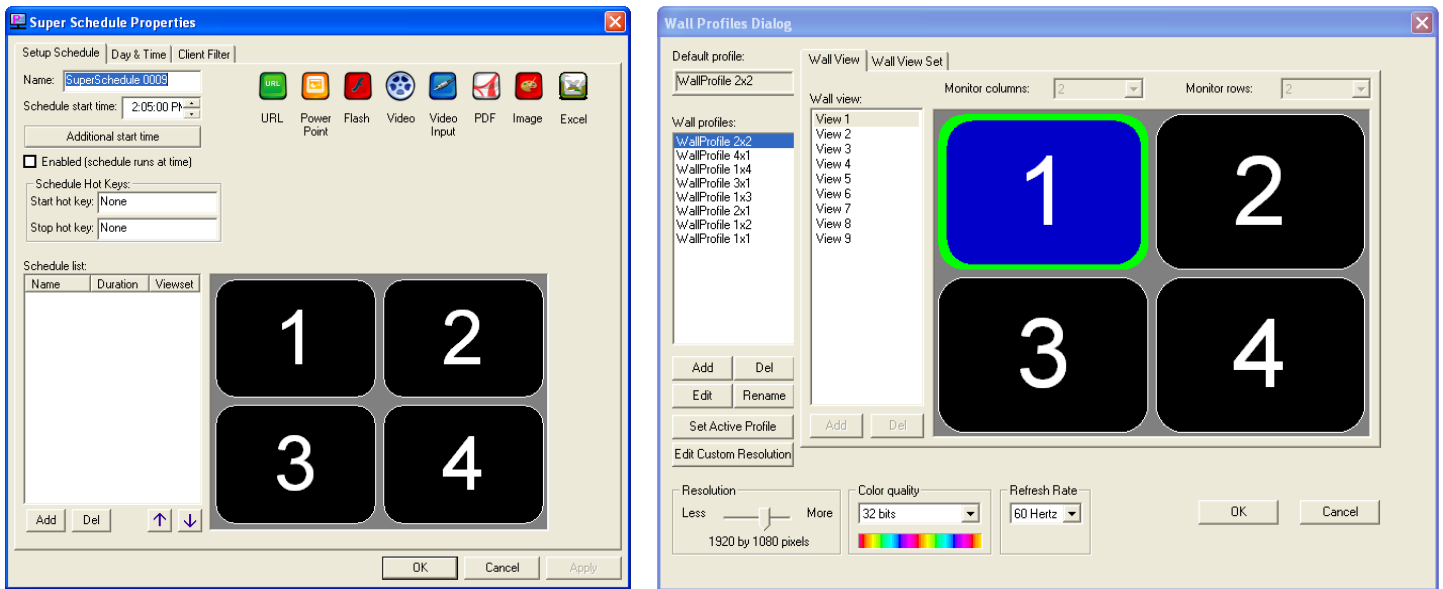 Super Schedule Properties
Setup Schedule
Day & Time
Client Filter
Name:
SuperSchedule 0009
Schedule start time:
2:05:00 PM
Additional start time
Enabled (schedule runs at time)
Schedule Hot Keys:
Start hot key:
None
Stop hot key:
None
URL
URL
Power
Point
Flash
Video
Video
Input
PDF
Image
Excel
Schedule list:
Name
Duration
Viewset
1
2
3
4
Add
Del
OK
Cancel
Apply
Wall Profiles Dialog
Default profile:
WallProfile 2x2
Wall profiles:
WallProfile 2x2
WallProfile 4x1
WallProfile 1x4
WallProfile 3x1
WallProfile 1x3
WallProfile 2x1
WallProfile 1x2
WallProfile 1x1
Add
Del
Edit
Rename
Set Active Profile
Edit Custom Resolution
Wall View
Wall View Set
Monitor columns:
2
Monitor rows:
2
Wall view:
View 1
View 2
View 3
View 4
View 5
View 6
View 7
View 8
View 9
Add
Del
1
2
3
4
Resolution
Less
More
1920 by 1080 pixels
Color quality
32 bits
Refresh Rate
60 Hertz
OK
Cancel